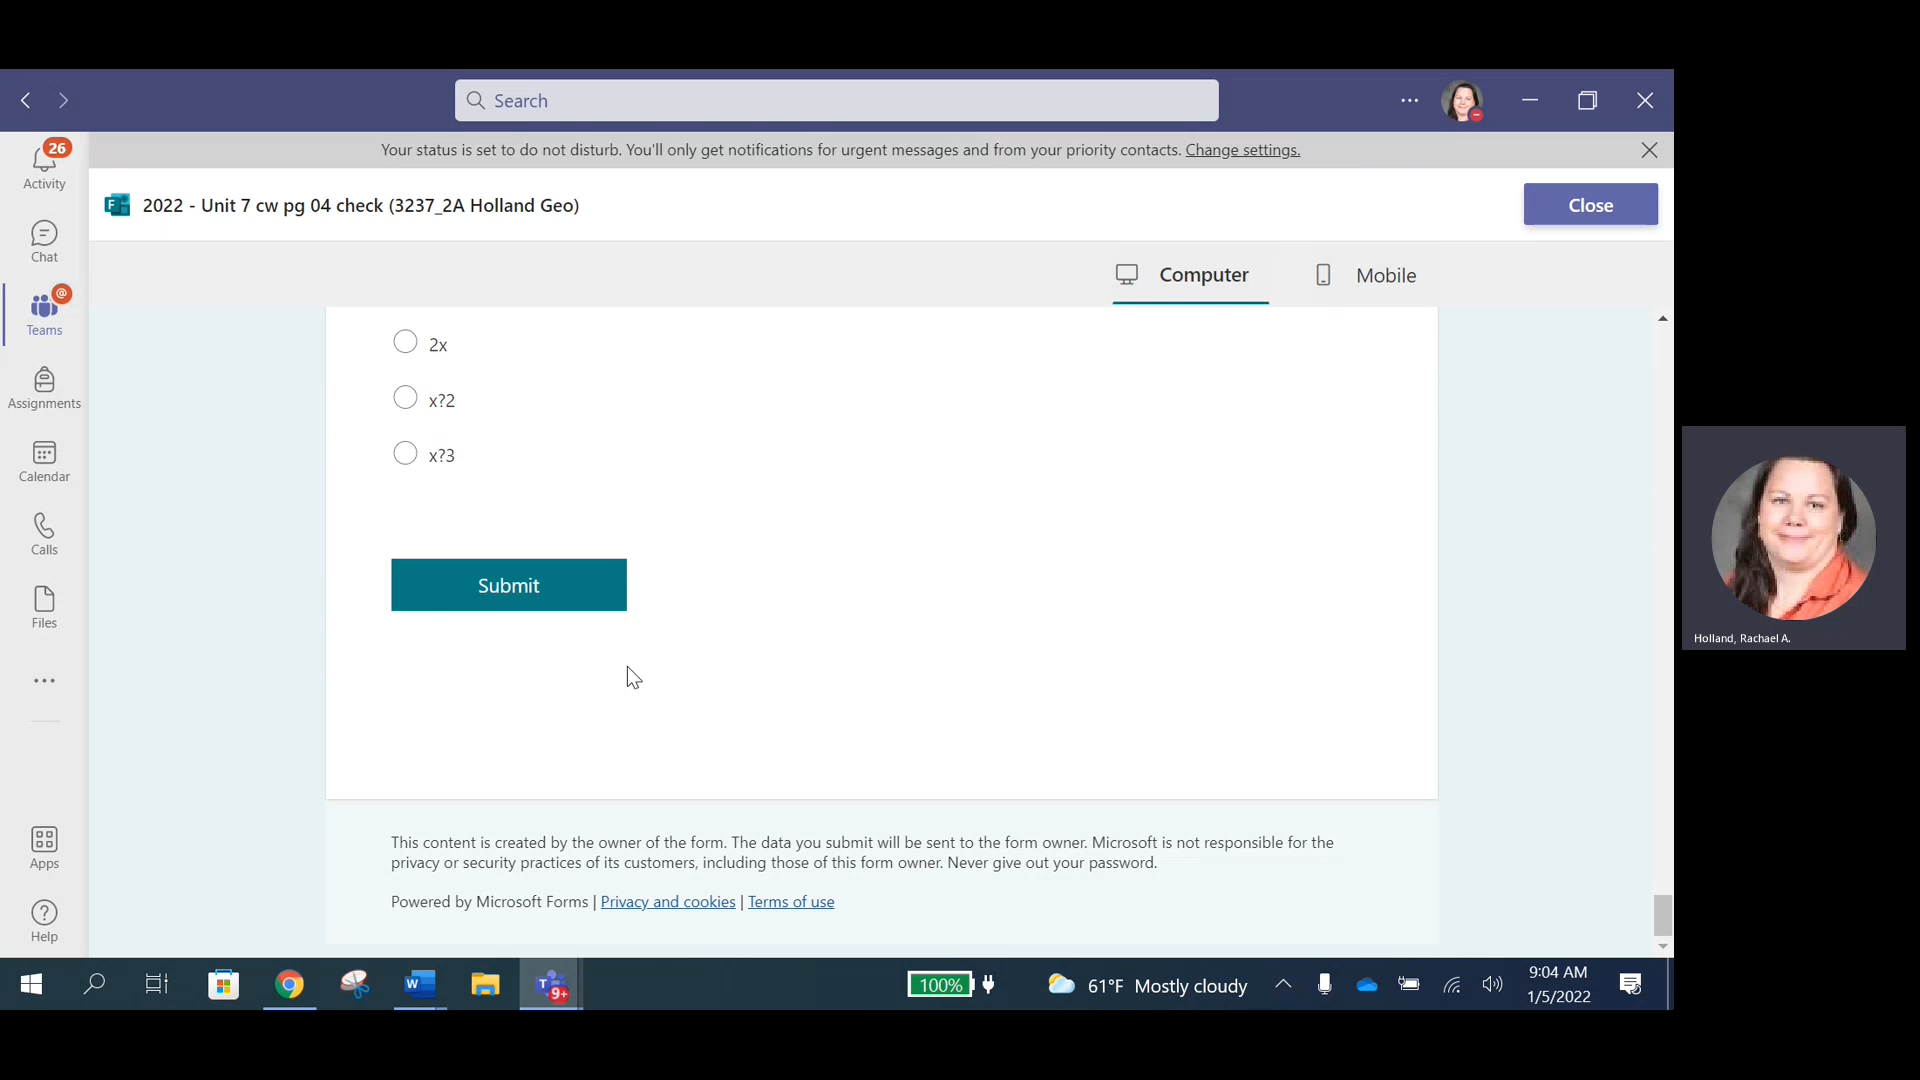 Search
26
Activity
Your status is set to do not disturb. You'll only get notifications for urgent messages and from your priority contacts. Change settings.
F
2022 - Unit 7 cw pg 04 check (3237_2A Holland Geo)
Close
Chat
Computer
Mobile
@
Teams
Assignments
Calendar
Calls
Files
Apps
Help
2x
x?2
x?3
Submit
Holland, Rachael A.
This content is created by the owner of the form. The data you submit will be sent to the form owner. Microsoft is not responsible for the
privacy or security practices of its customers, including those of this form owner. Never give out your password.
Powered by Microsoft Forms | Privacy and cookies | Terms of use
W
T
9+
100%
61°F Mostly cloudy
9:04 AM
1/5/2022